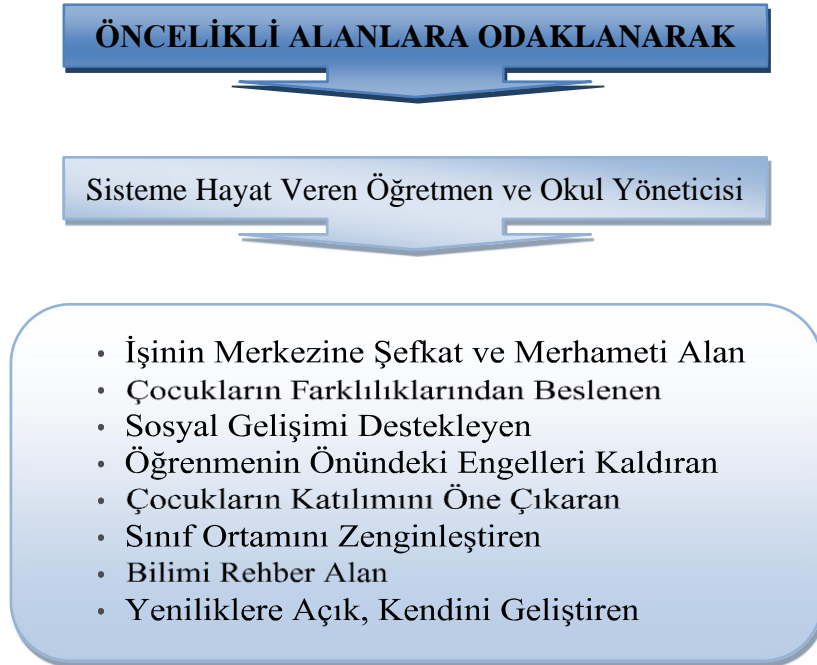 ÖNCELİKLİ ALANLARA ODAKLANARAK
Sisteme Hayat Veren Öğretmen ve Okul Yöneticisi
• İşinin Merkezine Şefkat ve Merhameti Alan
• Çocukların Farklılıklarından Beslenen
• Sosyal Gelişimi Destekleyen
• Öğrenmenin Önündeki Engelleri Kaldıran
• Çocukların Katılımını Öne Çıkaran
• Sınıf Ortamını Zenginleştiren
• Bilimi Rehber Alan
• Yeniliklere Açık, Kendini Geliştiren